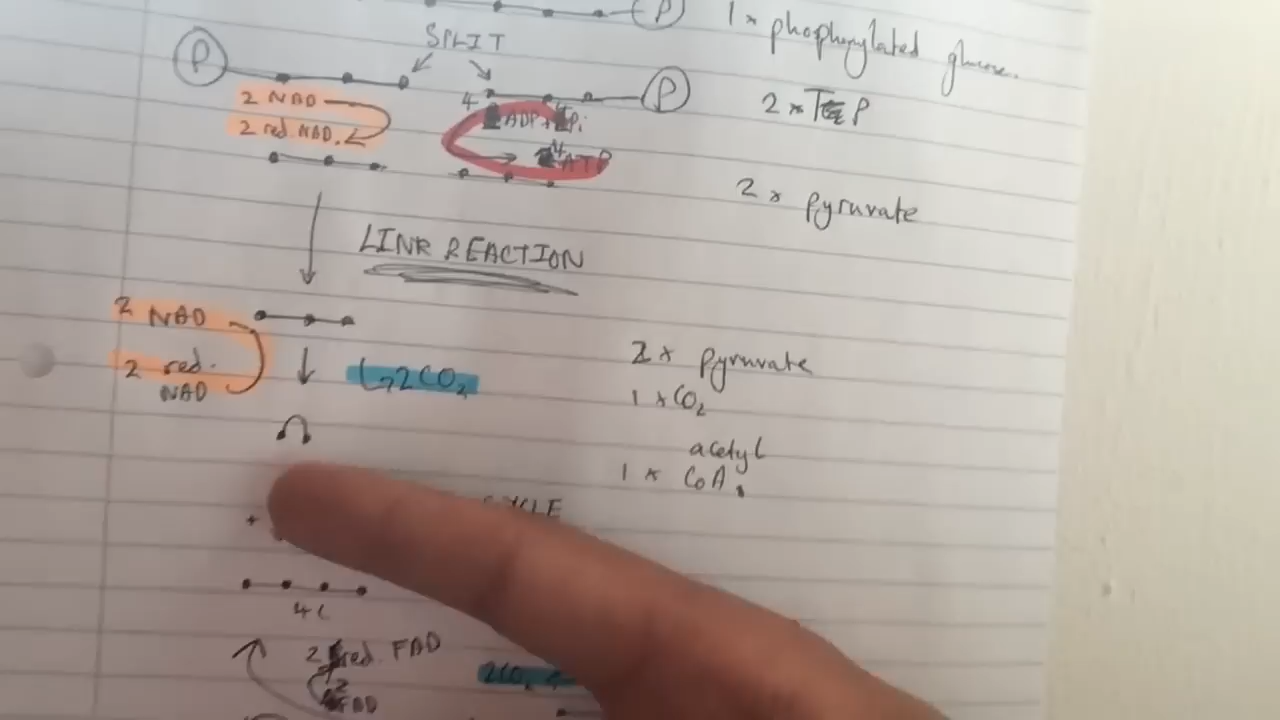 P
1 x phosphorylated glucose.
SPLIT
P
P
2 NAD
2 red. NAD.
4
ADP + Pi
4 ATP
2 x TP
2 x pyruvate
LINK REACTION
2 NAD
2 red.
NAD
2CO2
2 x pyruvate
1 x CO2
acetyl
1 x CoA
+
CYCLE
4C
2 red. FAD
2
FAD
2CO2